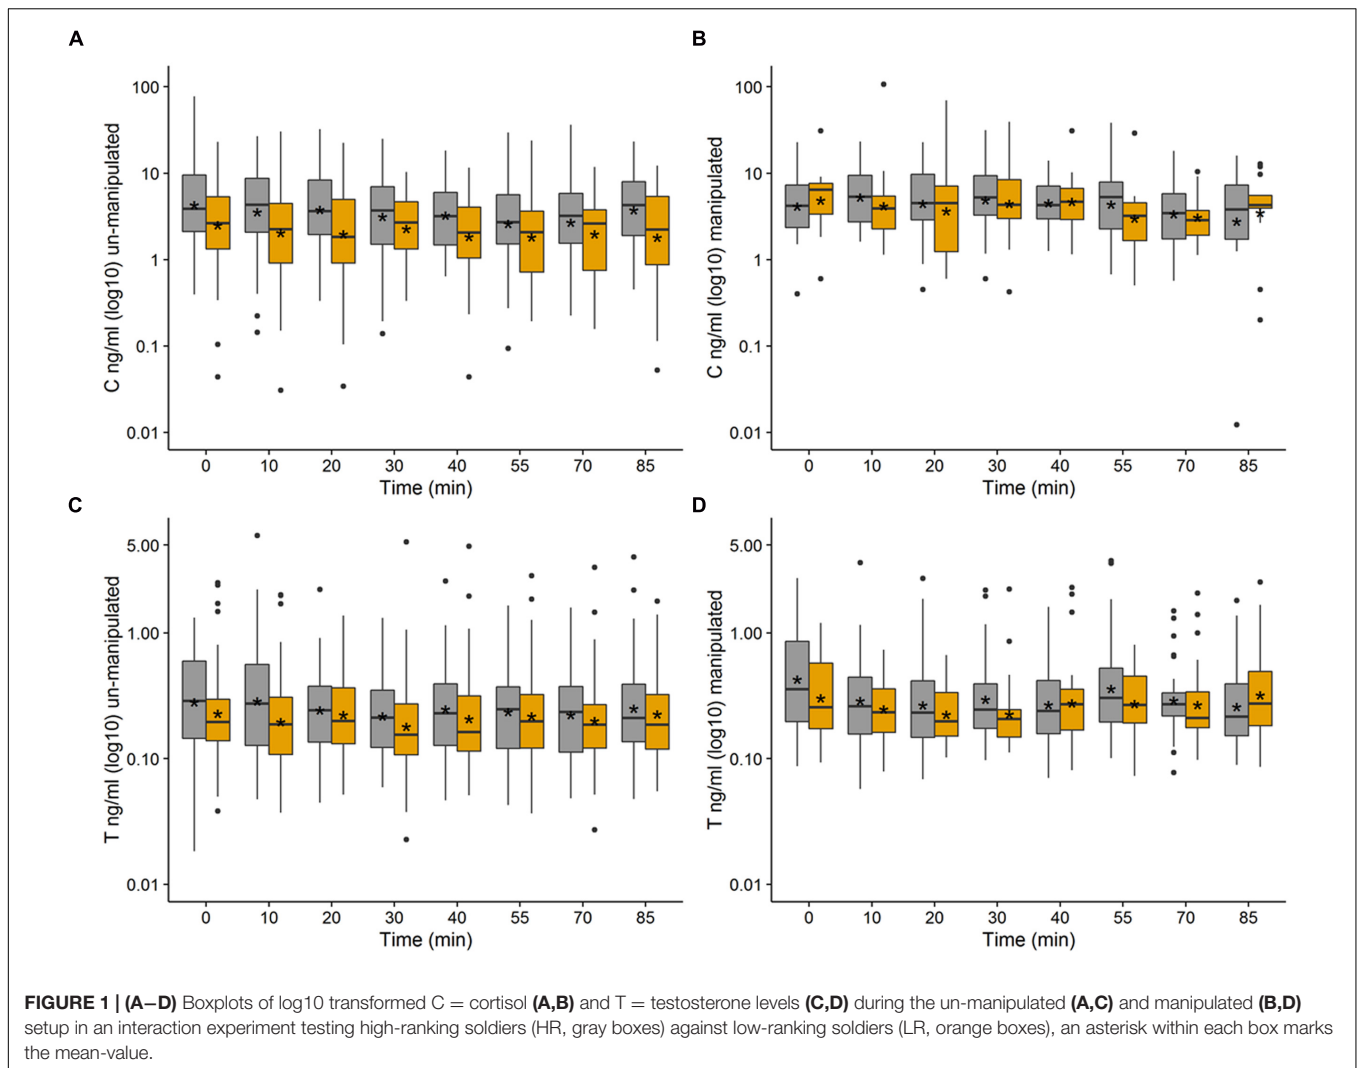 A
B
100
10
1
0.1
0.01
C ng/ml (log10) un-manipulated
0 10 20 30 40 55 70 85
Time (min)
100
10
1
0.1
0.01
C ng/ml (log10) manipulated
0 10 20 30 40 55 70 85
Time (min)
C
D
5.00
1.00
0.10
0.01
T ng/ml (log10) un-manipulated
0 10 20 30 40 55 70 85
Time (min)
5.00
1.00
0.10
0.01
T ng/ml (log10) manipulated
0 10 20 30 40 55 70 85
Time (min)
FIGURE 1 | (A–D) Boxplots of log10 transformed C = cortisol (A,B) and T = testosterone levels (C,D) during the un-manipulated (A,C) and manipulated (B,D)
setup in an interaction experiment testing high-ranking soldiers (HR, gray boxes) against low-ranking soldiers (LR, orange boxes), an asterisk within each box marks
the mean-value.